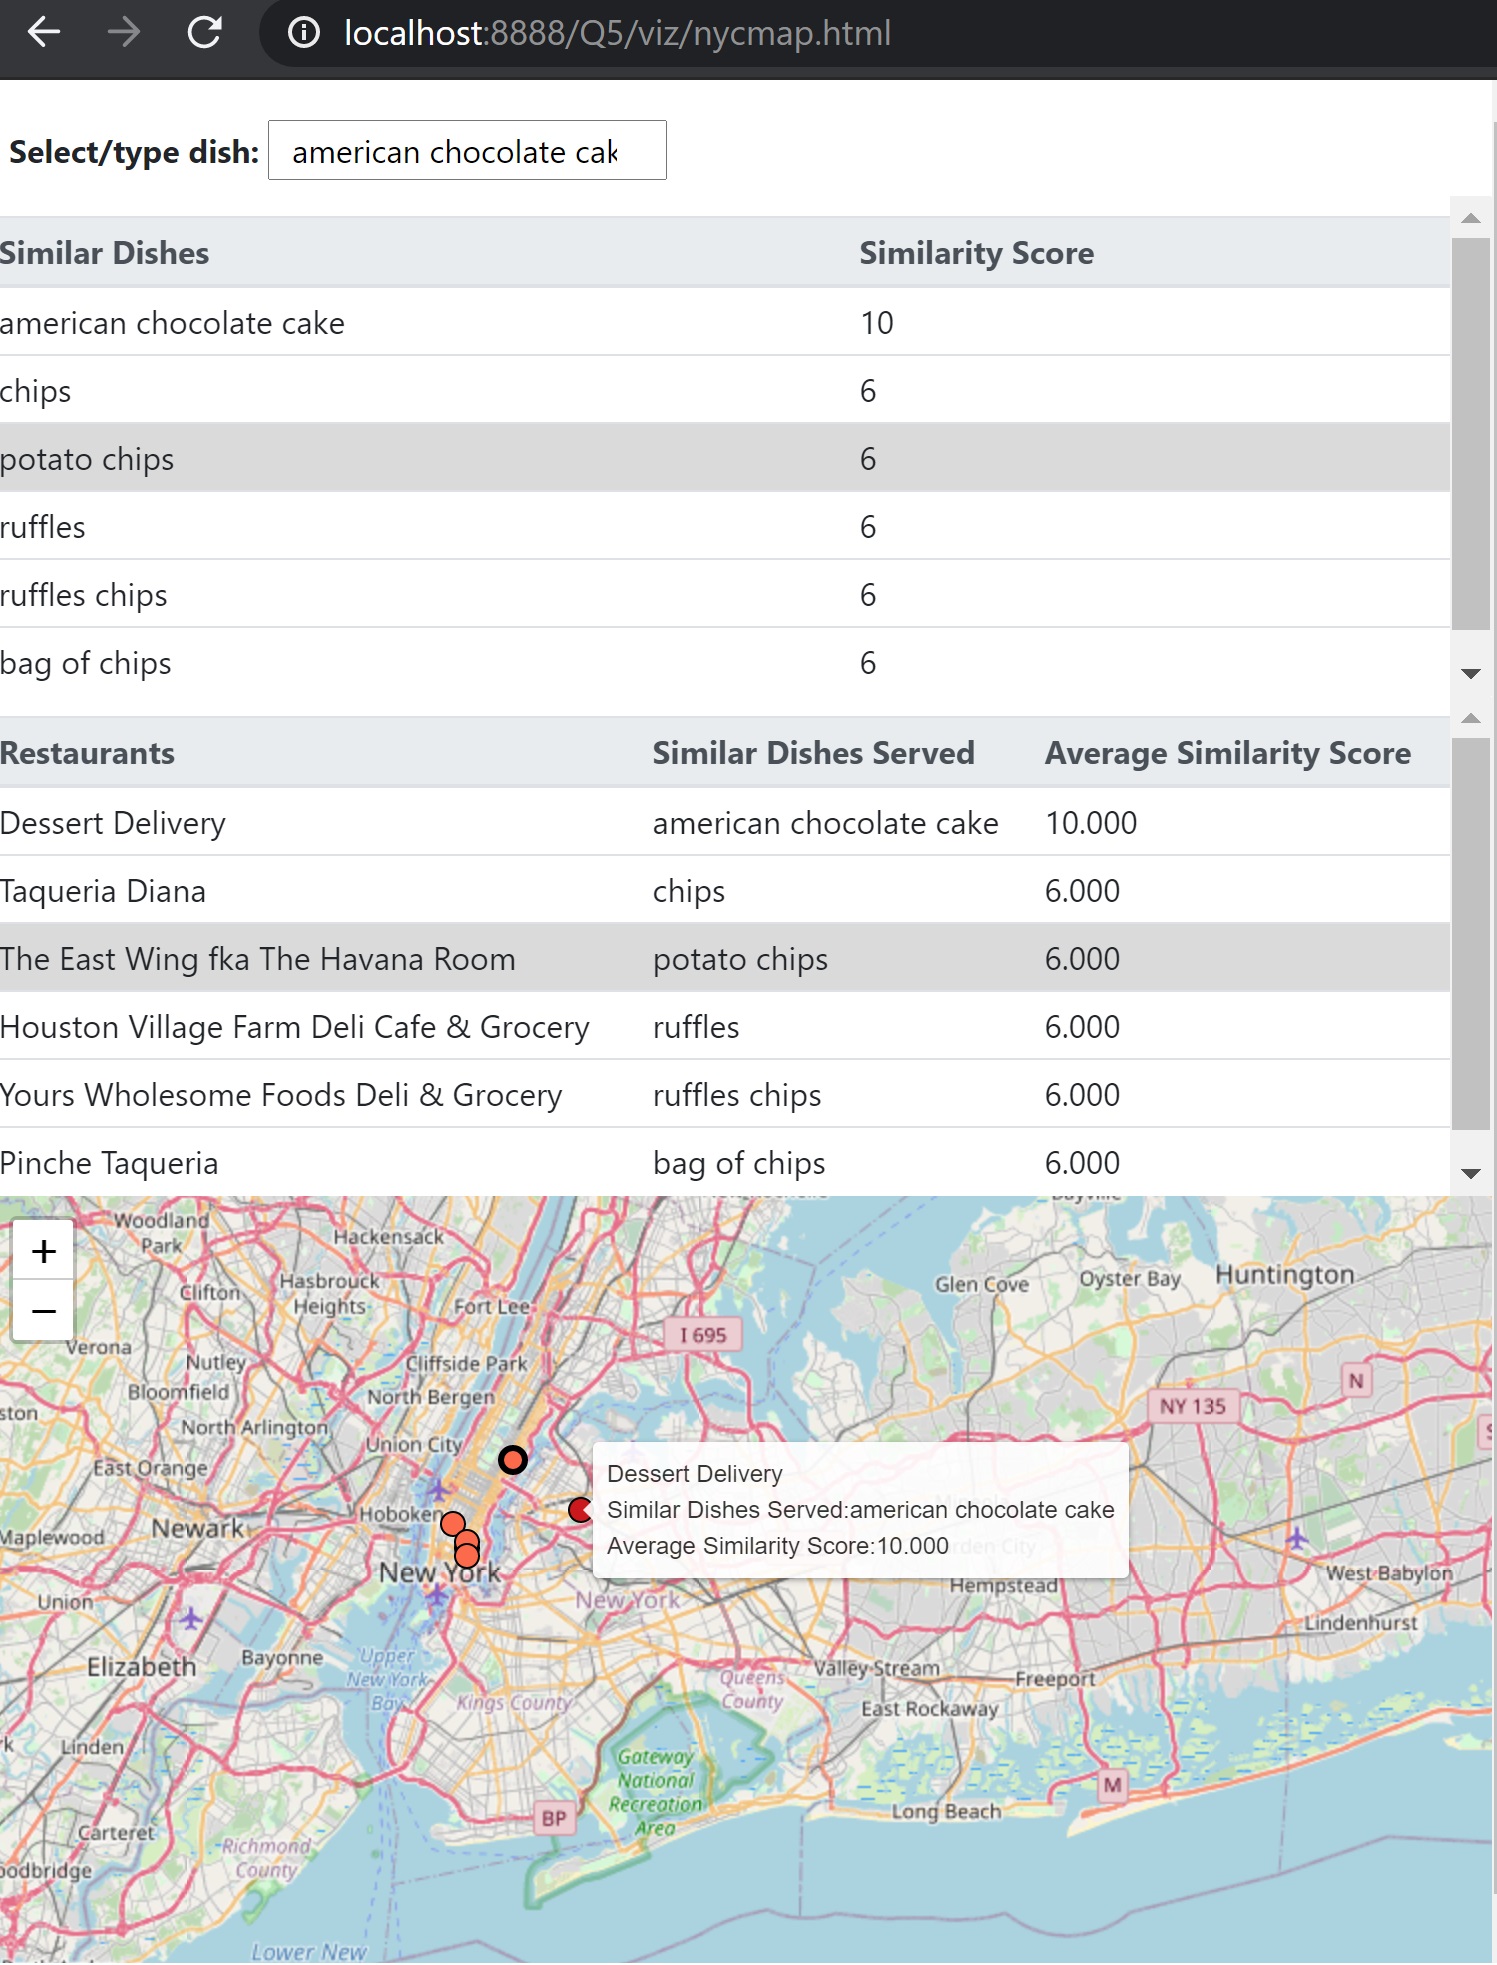 localhost:8888/Q5/viz/nycmap.html
Select/type dish: american chocolate cak
Similar Dishes Similarity Score
american chocolate cake 10
chips 6
potato chips 6
ruffles 6
ruffles chips 6
bag of chips 6
Restaurants Similar Dishes Served Average Similarity Score
Dessert Delivery american chocolate cake 10.000
Taqueria Diana chips 6.000
The East Wing fka The Havana Room potato chips 6.000
Houston Village Farm Deli Cafe & Grocery ruffles 6.000
Yours Wholesome Foods Deli & Grocery ruffles chips 6.000
Pinche Taqueria bag of chips 6.000
+
−
Woodland
Park
Hackensack
Clifton
Hasbrouck
Heights
Fort Lee
Glen Cove
Oyster Bay
Huntington
Bayville
I 695
Verona
Nutley
Cliffside Park
Bloomfield
North Bergen
N
NY 135
ston
North Arlington
Union City
East Orange
Dessert Delivery
Similar Dishes Served:american chocolate cake
Average Similarity Score:10.000
Hoboken
Maplewood
Newark
New York
Hempstead
West Babylon
Union
New York
Lindenhurst
Elizabeth
Bayonne
Upper
New York
Bay
Kings County
Queens
County
Valley Stream
Freeport
East Rockaway
Linden
Gateway
National
Recreation
Area
M
BP
Long Beach
Carteret
Richmond
County
oodbridge
Lower New